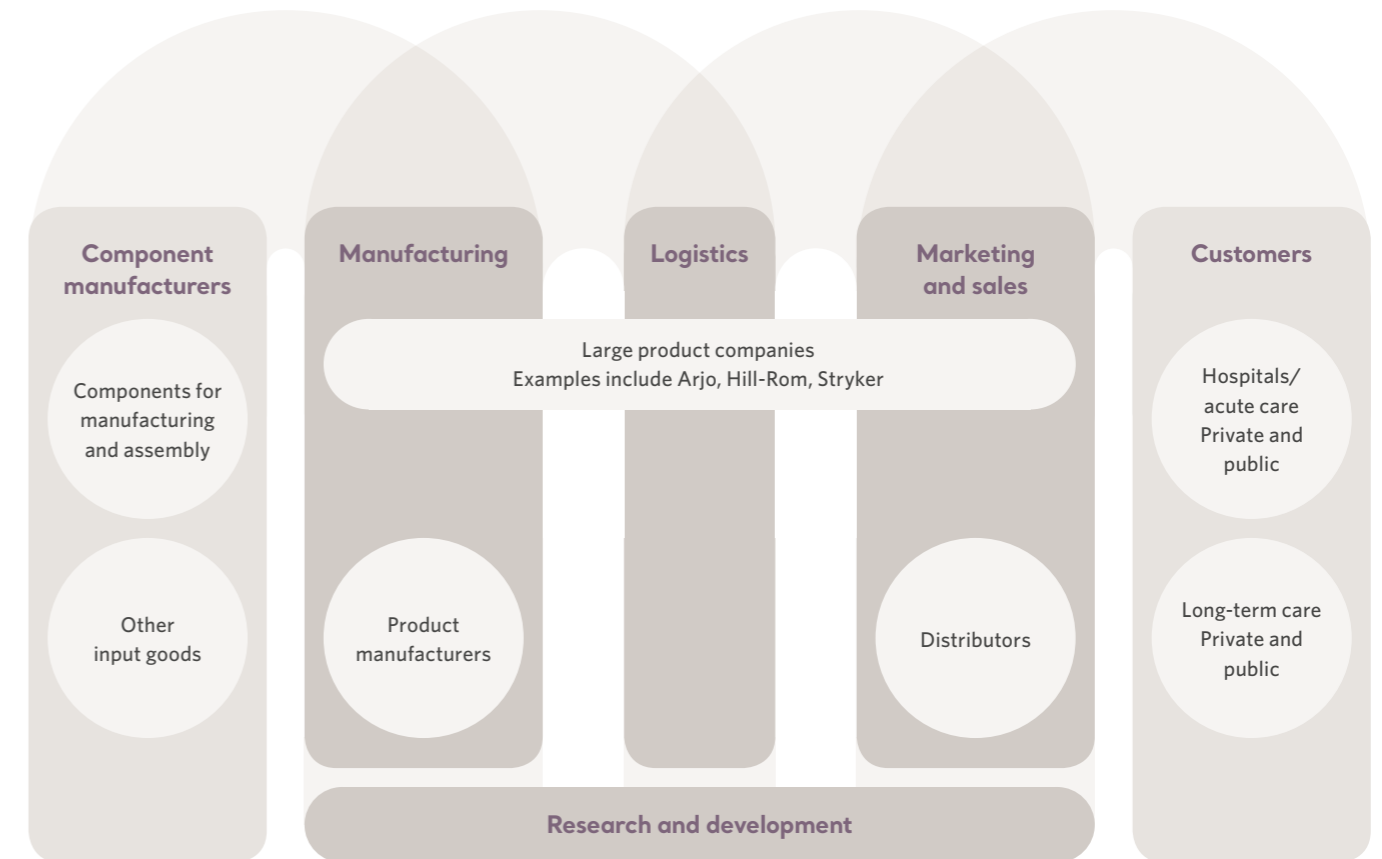 Component
manufacturers
Manufacturing
Logistics
Marketing
and sales
Customers
Large product companies
Examples include Arjo, Hill-Rom, Stryker
Components for
manufacturing
and assembly
Hospitals/
acute care
Private and
public
Other
input goods
Product
manufacturers
Distributors
Long-term care
Private and
public
Research and development